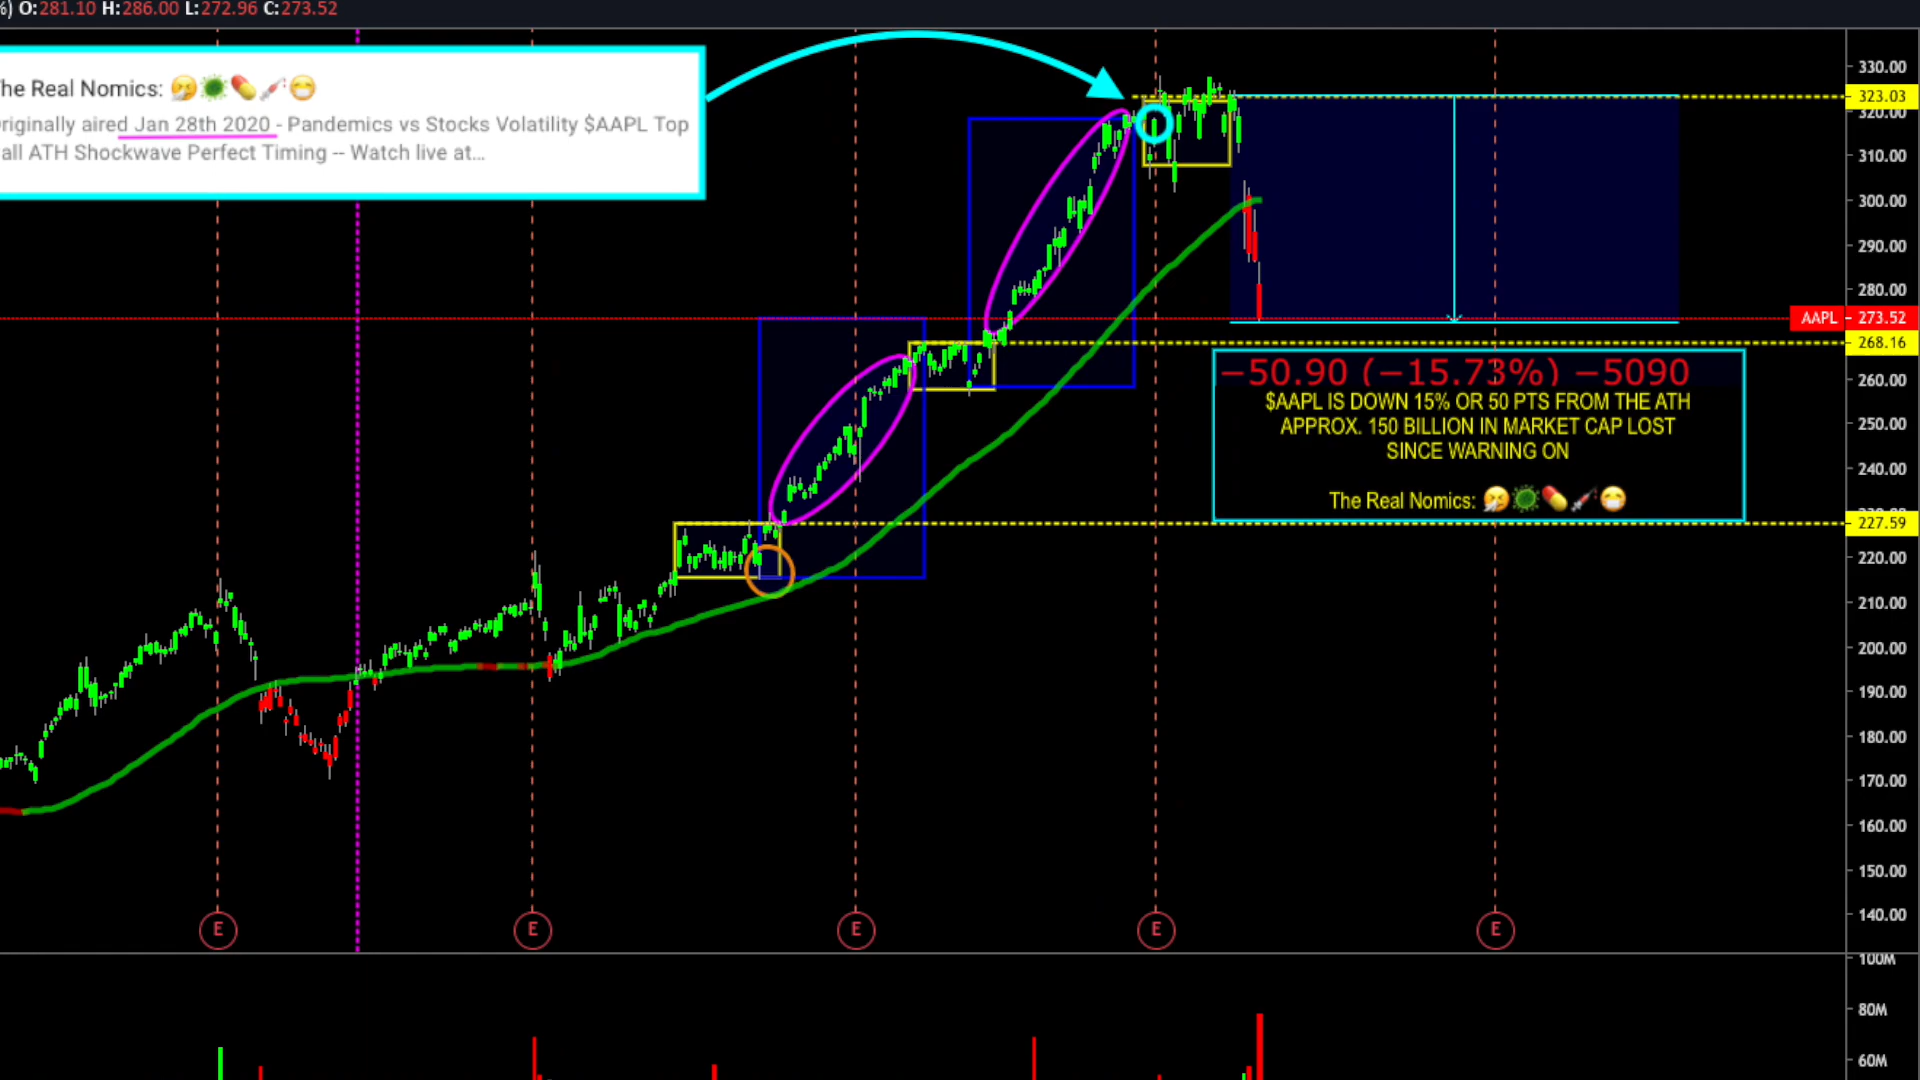 %) O:281.10 H:286.00 L:272.96 C:273.52
he Real Nomics: 🤧🦠💊💉😷
riginally aired Jan 28th 2020 - Pandemics vs Stocks Volatility $AAPL Top
all ATH Shockwave Perfect Timing -- Watch live at...
330.00
323.03
320.00
310.00
300.00
290.00
280.00
AAPL 273.52
268.16
260.00
250.00
240.00
227.59
220.00
210.00
200.00
190.00
180.00
170.00
160.00
150.00
140.00
−50.90 (−15.73%) −5090
$AAPL IS DOWN 15% OR 50 PTS FROM THE ATH
APPROX. 150 BILLION IN MARKET CAP LOST
SINCE WARNING ON
The Real Nomics: 🤧🦠💊💉😷
E E E E E
100M
80M
60M